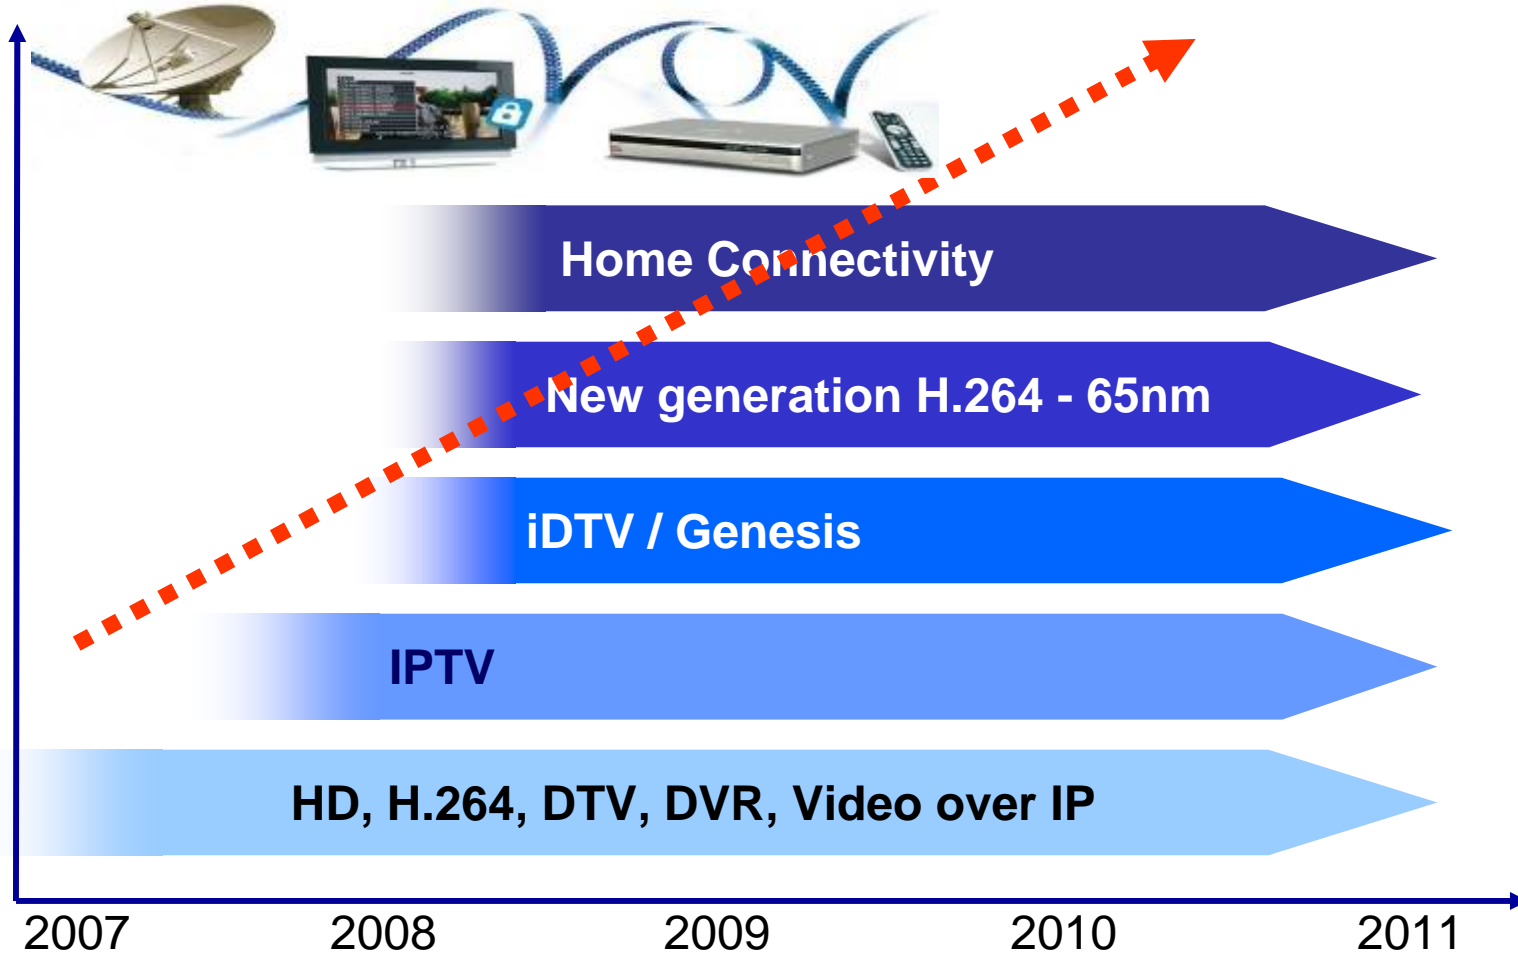 Home Connectivity
New generation H.264 - 65nm
iDTV / Genesis
IPTV
HD, H.264, DTV, DVR, Video over IP
2007 2008 2009 2010 2011